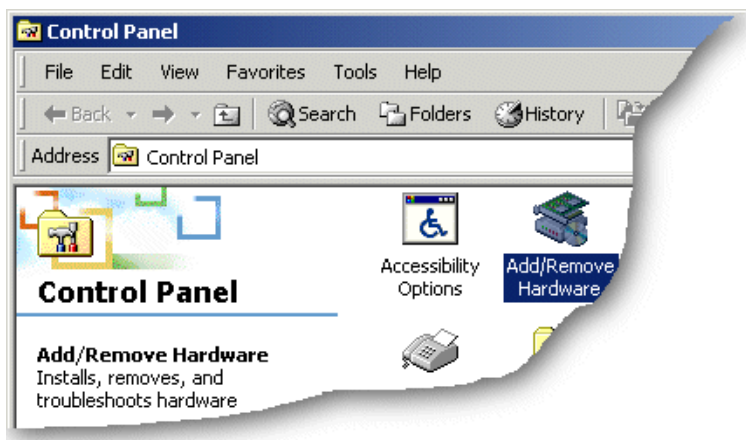 Control Panel
File Edit View Favorites Tools Help
Back Search Folders History
Address Control Panel
Accessibility Options
Add/Remove Hardware
Control Panel
Add/Remove Hardware
Installs, removes, and
troubleshoots hardware